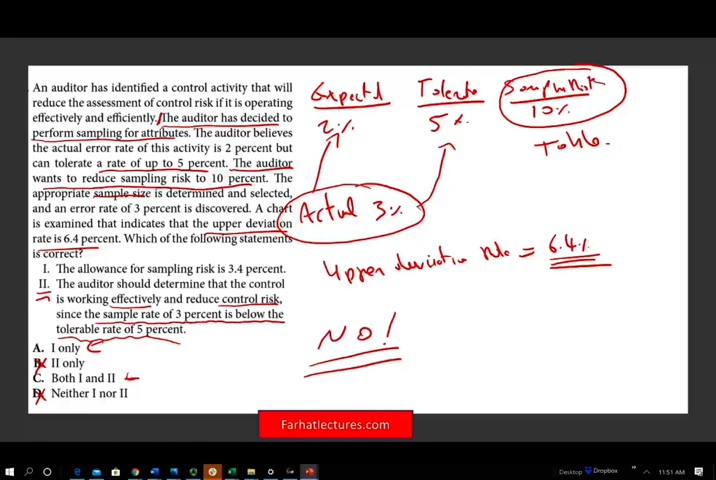 An auditor has identified a control activity that will
reduce the assessment of control risk if it is operating
effectively and efficiently. The auditor has decided to
perform sampling for attributes. The auditor believes
the actual error rate of this activity is 2 percent but
can tolerate a rate of up to 5 percent. The auditor
wants to reduce sampling risk to 10 percent. The
appropriate sample size is determined and selected,
and an error rate of 3 percent is discovered. A chart
is examined that indicates that the upper deviation
rate is 6.4 percent. Which of the following statements
is correct?
I. The allowance for sampling risk is 3.4 percent.
II. The auditor should determine that the control
is working effectively and reduce control risk,
since the sample rate of 3 percent is below the
tolerable rate of 5 percent.
A. I only
B. II only
C. Both I and II
D. Neither I nor II
Expected
2%
5%
10%
Table
Actual 3%
Upper deviation = 6.4%
NO!
Farhatlectures.com
Desktop
Dropbox
11:51 AM